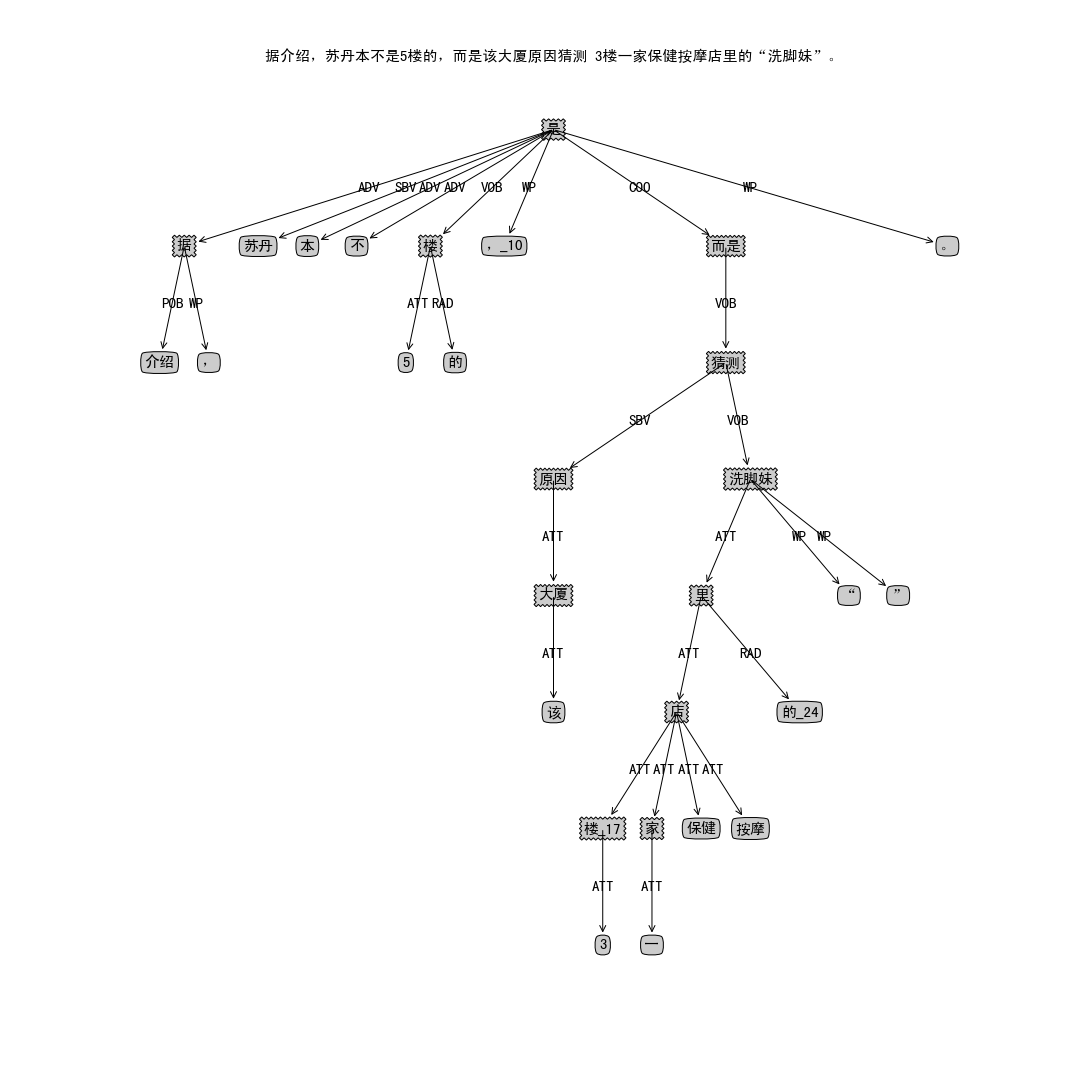 据介绍，苏丹本不是5楼的，而是该大厦原因猜测 3楼一家保健按摩店里的“洗脚妹”。
是
ADV SBV ADV ADV VOB WP COO WP
据 苏丹 本 不 楼 ，_10 而是 。
POB WP ATT RAD VOB
介绍 ， 5 的 猜测
SBV VOB
原因 洗脚妹
ATT ATT WP WP
大厦 里 “ ”
ATT ATT RAD
该 店 的_24
ATT ATT ATT ATT
楼_17 家 保健 按摩
ATT ATT
3 一